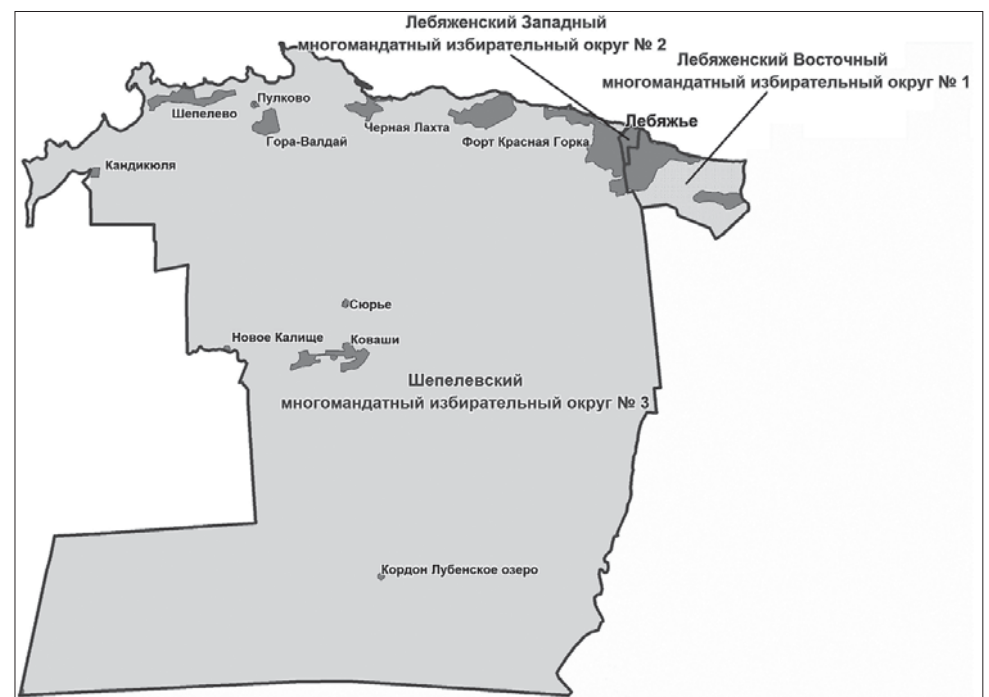 Лебяженский Западный
многомандатный избирательный округ № 2
Лебяженский Восточный
многомандатный избирательный округ № 1
Пулково
Шепелево
Гора-Валдай
Черная Лахта
Форт Красная Горка
Лебяжье
Кандикюля
Сюрье
Новое Калище
Коваши
Шепелевский
многомандатный избирательный округ № 3
Кордон Лубенское озеро